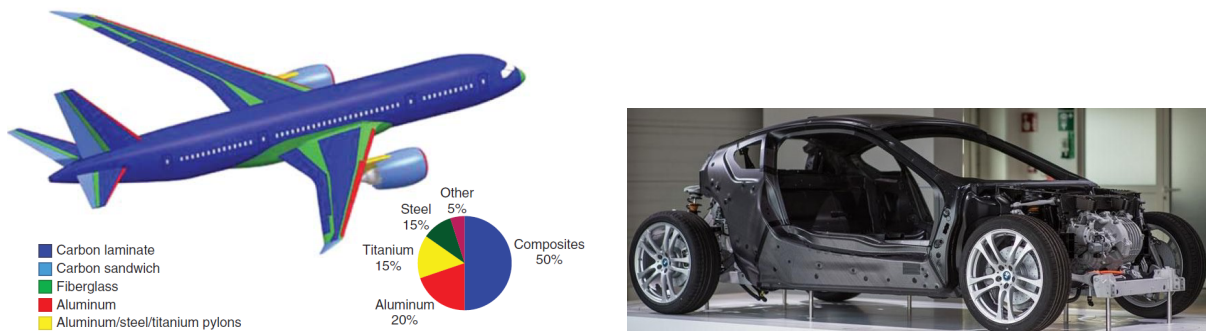 Carbon laminate
Carbon sandwich
Fiberglass
Aluminum
Aluminum/steel/titanium pylons
Other
5%
Steel
15%
Titanium
15%
Aluminum
20%
Composites
50%